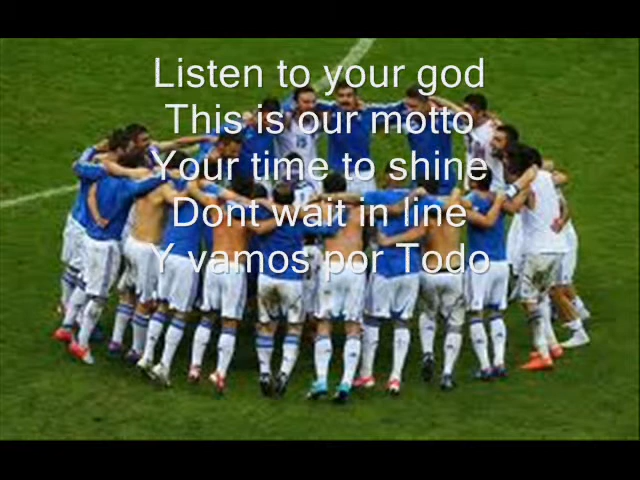 Listen to your god
This is our motto
Your time to shine
Dont wait in line
Y vamos por Todo